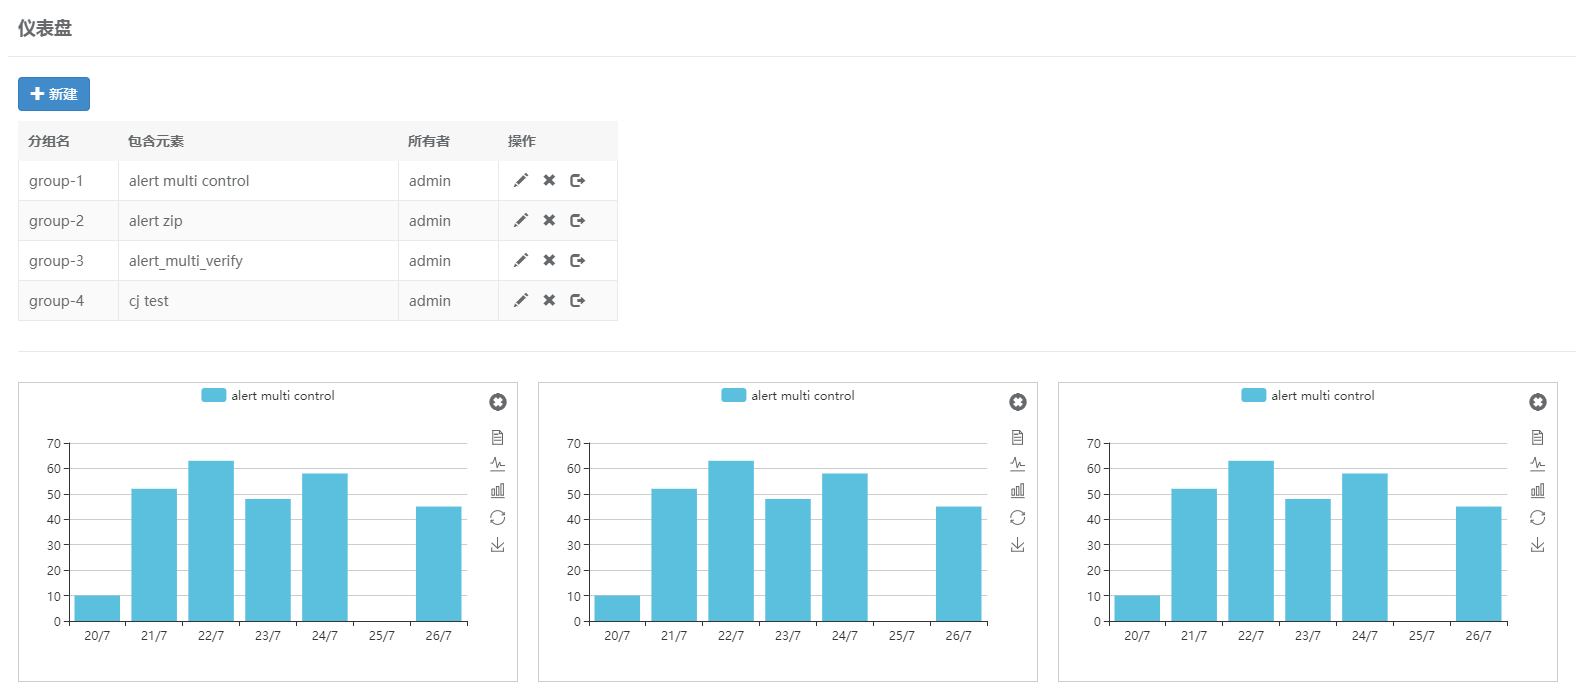 仪表盘
新建
分组名 包含元素 所有者 操作
group-1 alert multi control admin
group-2 alert zip admin
group-3 alert_multi_verify admin
group-4 cj test admin
alert multi control
70
60
50
40
30
20
10
0
20/7 21/7 22/7 23/7 24/7 25/7 26/7
alert multi control
70
60
50
40
30
20
10
0
20/7 21/7 22/7 23/7 24/7 25/7 26/7
alert multi control
70
60
50
40
30
20
10
0
20/7 21/7 22/7 23/7 24/7 25/7 26/7